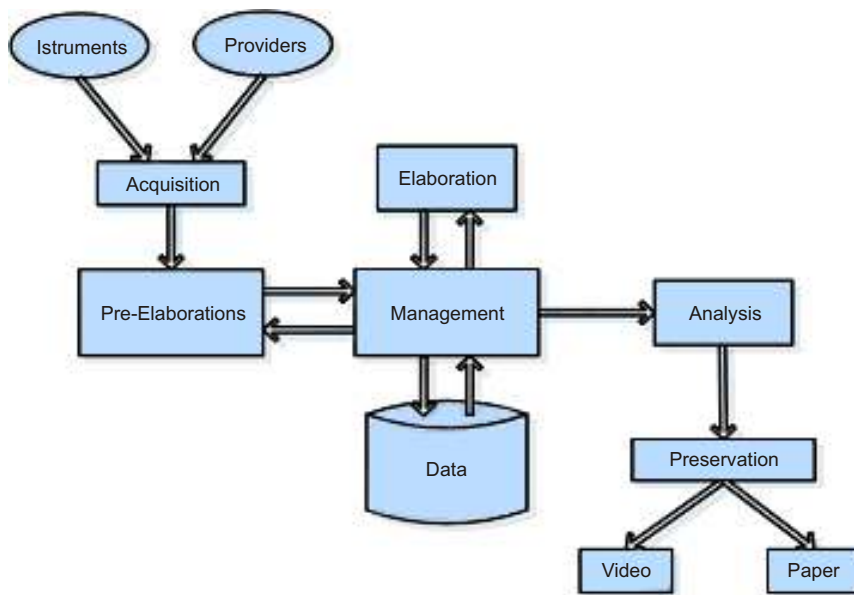 Istruments
Providers
Acquisition
Elaboration
Pre-Elaborations
Management
Analysis
Data
Preservation
Video
Paper